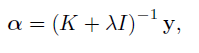 α = (K + λI)⁻¹ y,